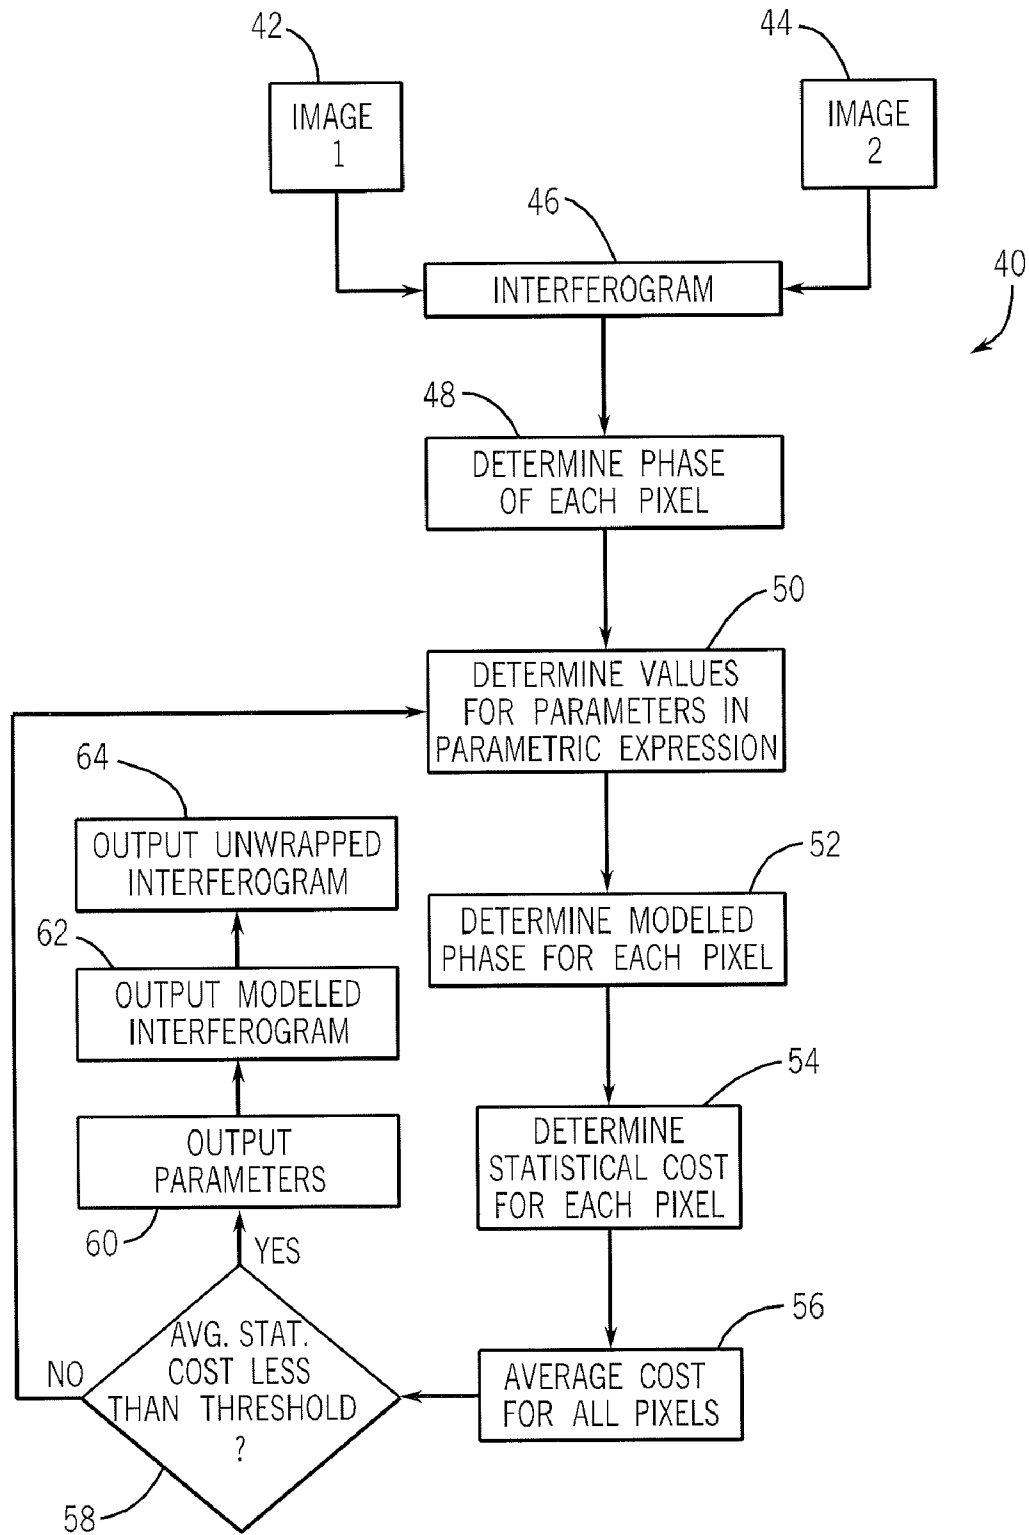 42
44
IMAGE
1
IMAGE
2
46
INTERFEROGRAM
40
48
DETERMINE PHASE
OF EACH PIXEL
50
DETERMINE VALUES
FOR PARAMETERS IN
PARAMETRIC EXPRESSION
52
DETERMINE MODELED
PHASE FOR EACH PIXEL
54
DETERMINE
STATISTICAL COST
FOR EACH PIXEL
56
AVERAGE COST
FOR ALL PIXELS
AVG. STAT.
COST LESS
THAN THRESHOLD
?
58
NO
YES
60
OUTPUT
PARAMETERS
62
OUTPUT MODELED
INTERFEROGRAM
64
OUTPUT UNWRAPPED
INTERFEROGRAM